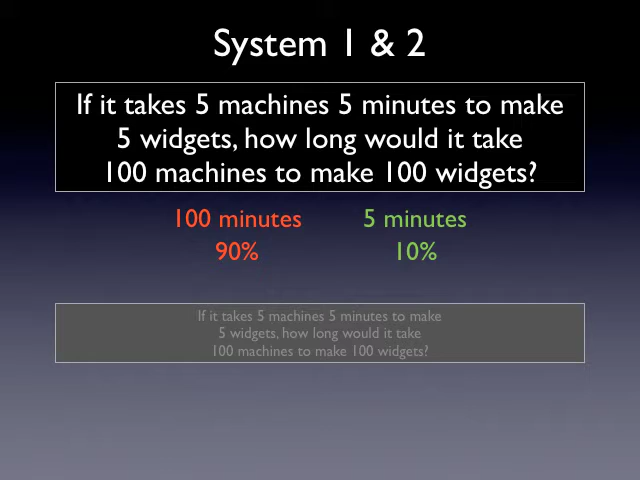 System 1 & 2
If it takes 5 machines 5 minutes to make
5 widgets, how long would it take
100 machines to make 100 widgets?
100 minutes 5 minutes
90% 10%
If it takes 5 machines 5 minutes to make
5 widgets, how long would it take
100 machines to make 100 widgets?